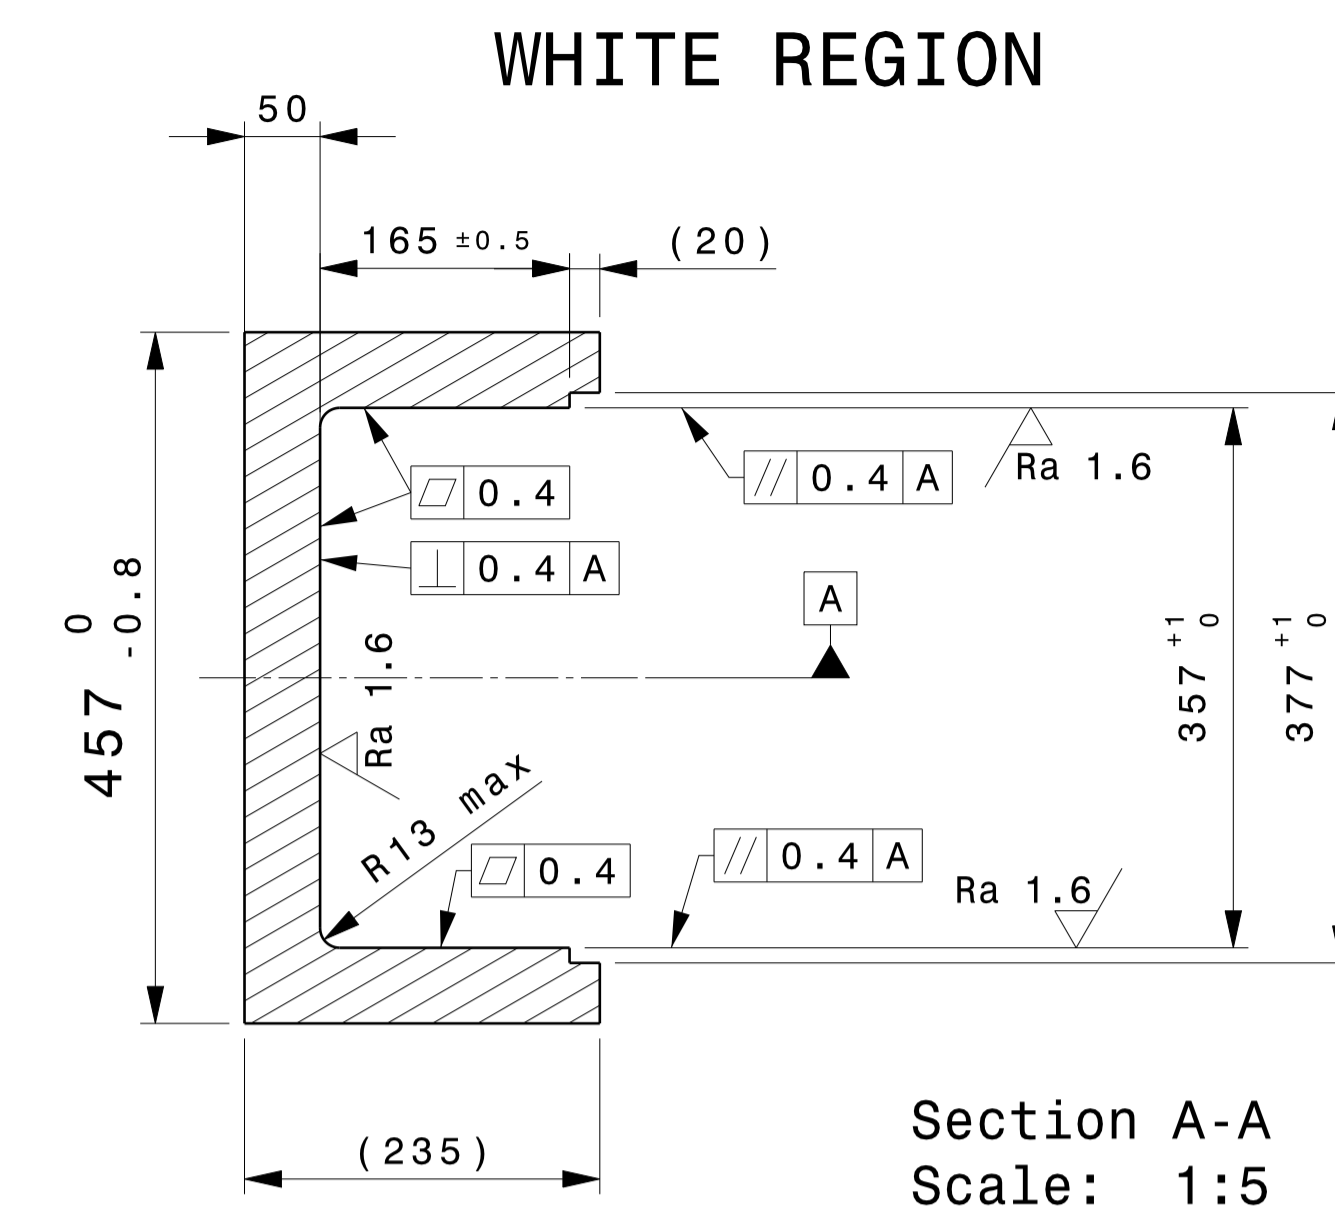 WHITE REGION
50
165 ±0.5
(20)
⏥ 0.4
// 0.4 A
Ra 1.6
⊥ 0.4 A
A
457 0 -0.8
Ra 1.6
357 +1 0
377 +1 0
R13 max
⏥ 0.4
// 0.4 A
Ra 1.6
(235)
Section A-A
Scale: 1:5